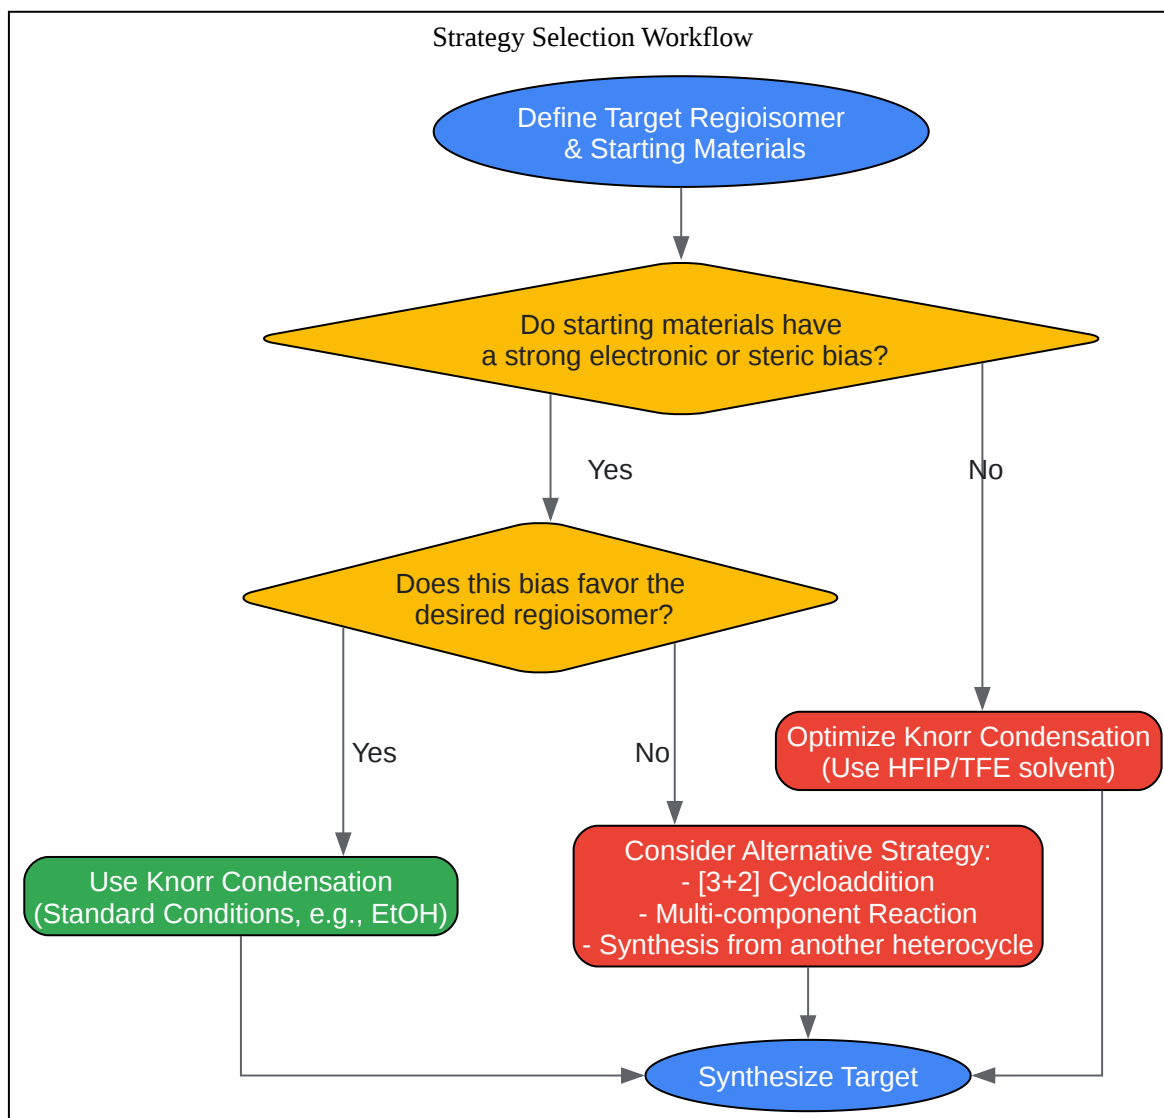 Strategy Selection Workflow
Define Target Regioisomer
& Starting Materials
Do starting materials have
a strong electronic or steric bias?
Yes
No
Does this bias favor the
desired regioisomer?
Yes
No
Optimize Knorr Condensation
(Use HFIP/TFE solvent)
Use Knorr Condensation
(Standard Conditions, e.g., EtOH)
Consider Alternative Strategy:
- [3+2] Cycloaddition
- Multi-component Reaction
- Synthesis from another heterocycle
Synthesize Target